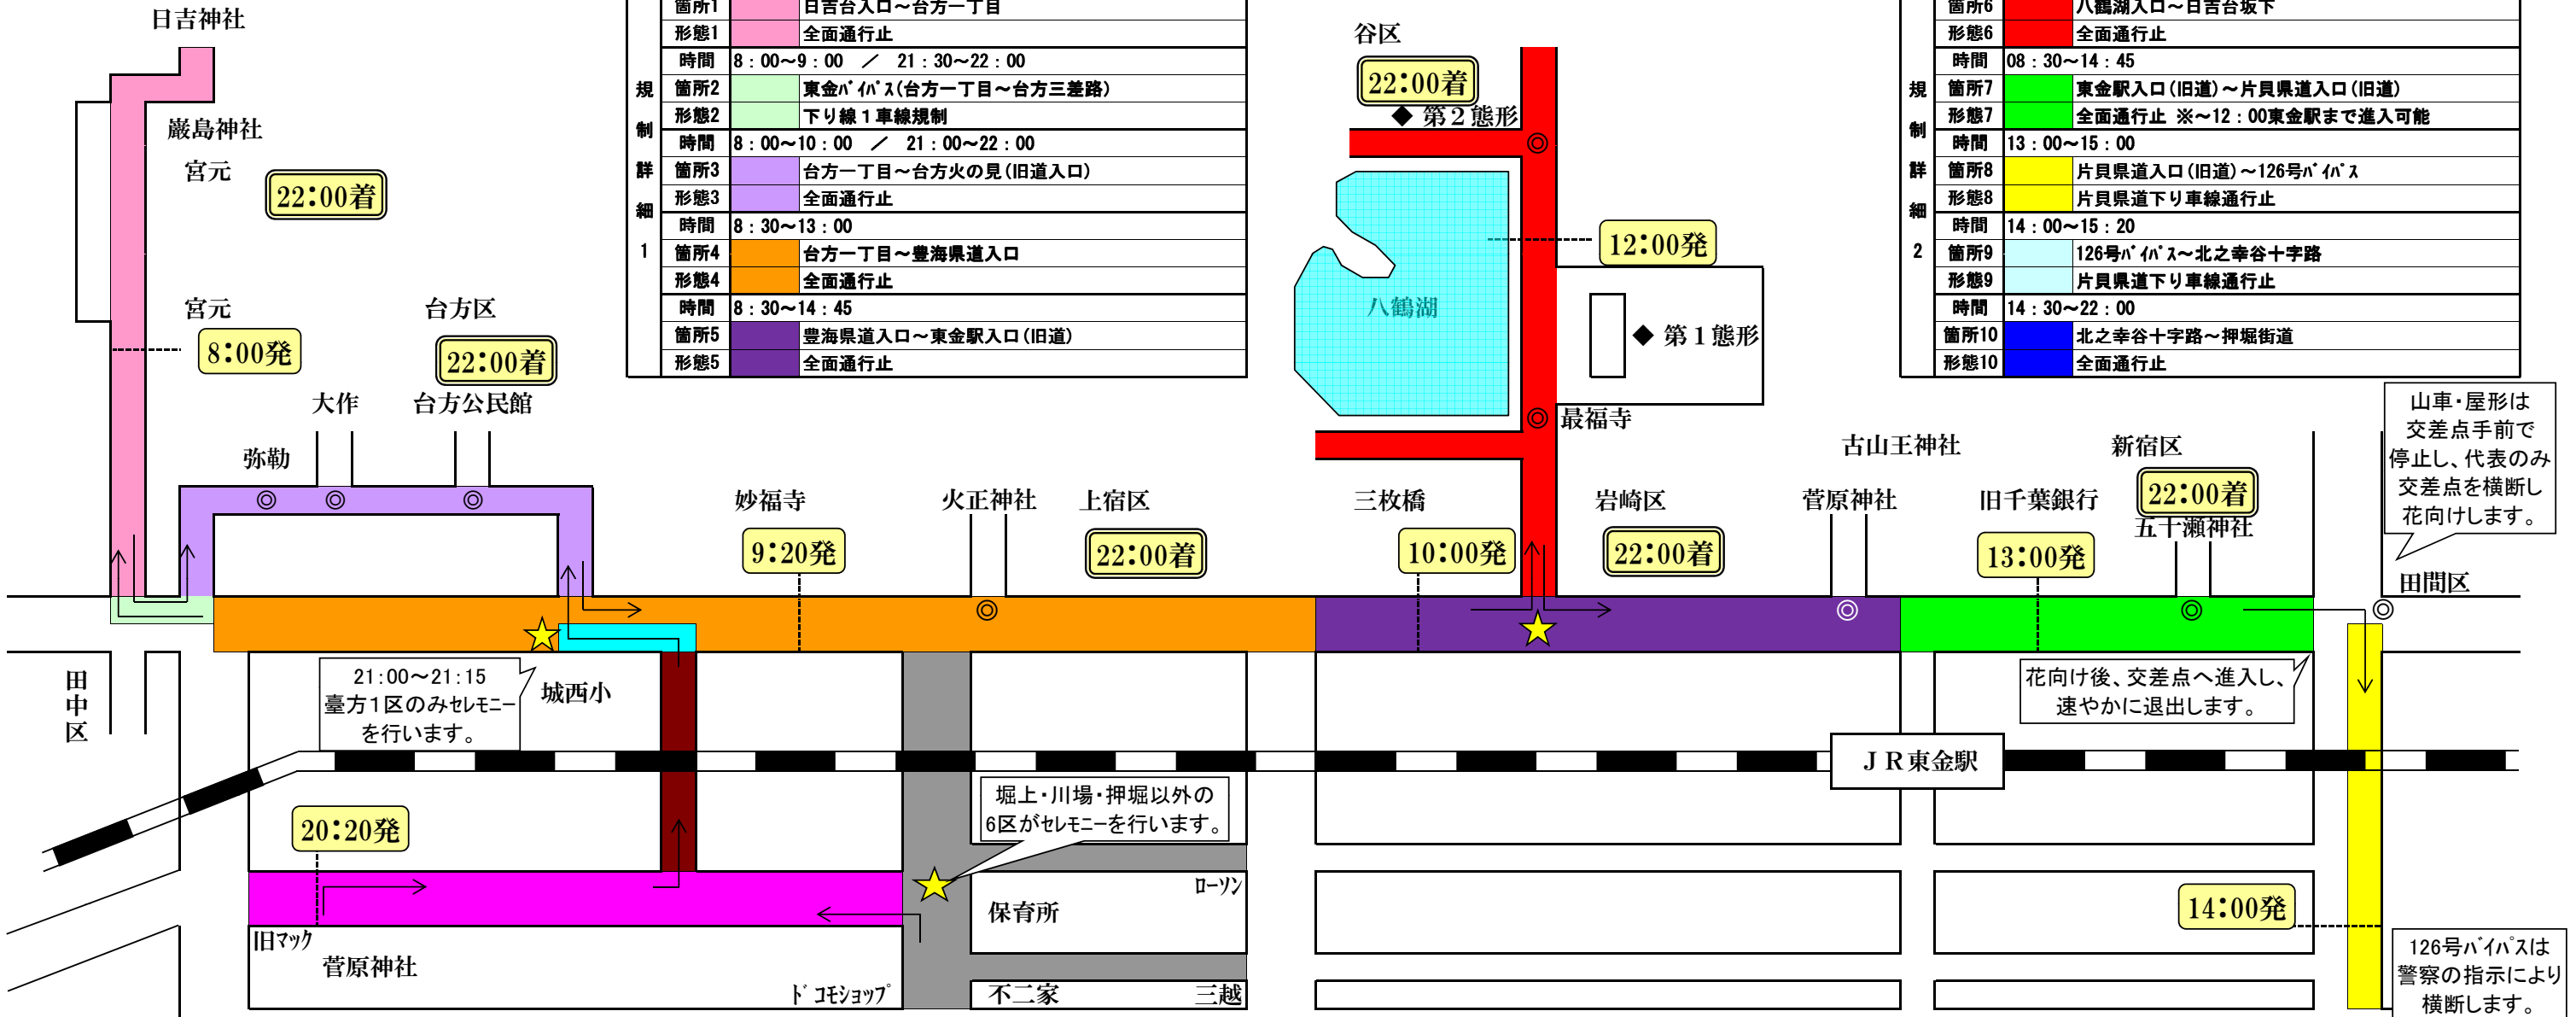 日吉神社
巌島神社
宮元
22:00着
宮元
8:00発
台方区
22:00着
大作
台方公民館
弥勒
規制詳細1
箇所1 日吉台入口～台方一丁目
形態1 全面通行止
時間 8：00～9：00　／　21：30～22：00
箇所2 東金ﾊﾞｲﾊﾟｽ(台方一丁目～台方三差路)
形態2 下り線１車線規制
時間 8：00～10：00　／　21：00～22：00
箇所3 台方一丁目～台方火の見(旧道入口)
形態3 全面通行止
時間 8：30～13：00
箇所4 台方一丁目～豊海県道入口
形態4 全面通行止
時間 8：30～14：45
箇所5 豊海県道入口～東金駅入口(旧道)
形態5 全面通行止
谷区
22:00着
◆ 第２態形
12:00発
八鶴湖
◆ 第１態形
最福寺
規制詳細2
箇所6 八鶴湖入口～日吉台坂下
形態6 全面通行止
時間 08：30～14：45
箇所7 東金駅入口(旧道)～片貝県道入口(旧道)
形態7 全面通行止 ※～12：00東金駅まで進入可能
時間 13：00～15：00
箇所8 片貝県道入口(旧道)～126号ﾊﾞｲﾊﾟｽ
形態8 片貝県道下り車線通行止
時間 14：00～15：20
箇所9 126号ﾊﾞｲﾊﾟｽ～北之幸谷十字路
形態9 片貝県道下り車線通行止
時間 14：30～22：00
箇所10 北之幸谷十字路～押堀街道
形態10 全面通行止
山車・屋形は
交差点手前で
停止し、代表のみ
交差点を横断し
花向けします。
妙福寺
9:20発
火正神社
上宿区
22:00着
三枚橋
10:00発
岩崎区
22:00着
古山王神社
菅原神社
旧千葉銀行
13:00発
新宿区
22:00着
五十瀬神社
田間区
田中区
21:00～21:15
臺方１区のみｾﾚﾓﾆｰ
を行います。
城西小
花向け後、交差点へ進入し、
速やかに退出します。
ＪＲ東金駅
堀上・川場・押堀以外の
6区がｾﾚﾓﾆｰを行います。
20:20発
ﾛｰｿﾝ
保育所
14:00発
旧ﾏｯｸ
菅原神社
ﾄﾞｺﾓｼｮｯﾌﾟ
不二家
三越
126号ﾊﾞｲﾊﾟｽは
警察の指示により
横断します。